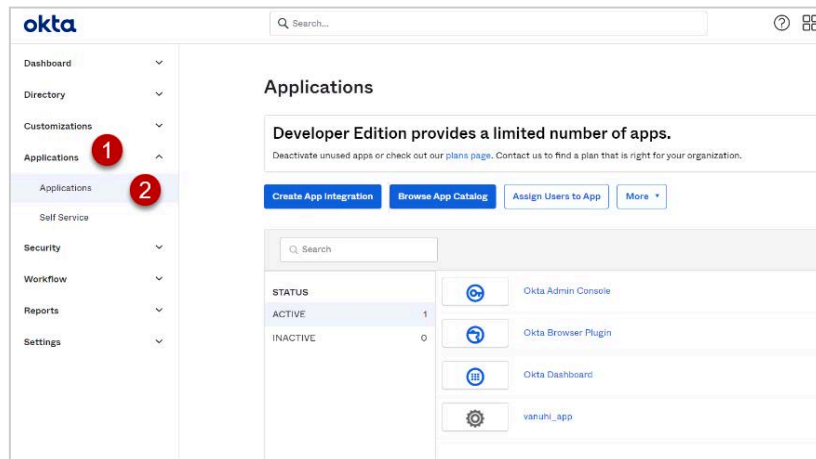 okta
Search...
Dashboard
Directory
Customizations
Applications
1
Applications
2
Self Service
Security
Workflow
Reports
Settings
Applications
Developer Edition provides a limited number of apps.
Deactivate unused apps or check out our plans page. Contact us to find a plan that is right for your organization.
Create App Integration
Browse App Catalog
Assign Users to App
More
Search
STATUS
ACTIVE 1
INACTIVE 0
Okta Admin Console
Okta Browser Plugin
Okta Dashboard
vanuhi_app